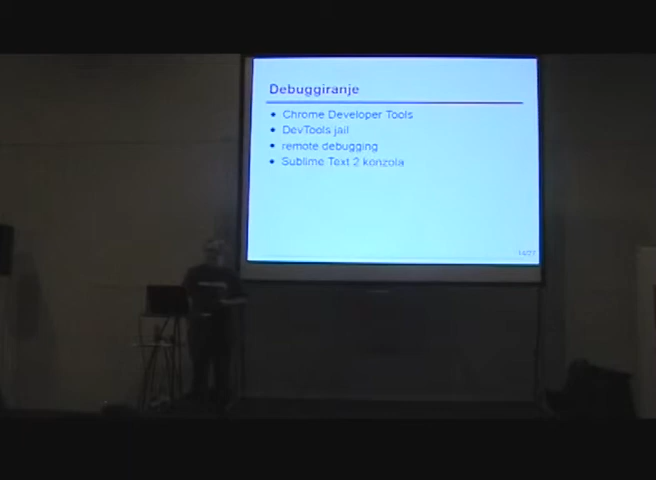 Debuggiranje
Chrome Developer Tools
DevTools jail
remote debugging
Sublime Text 2 konzola
14/27